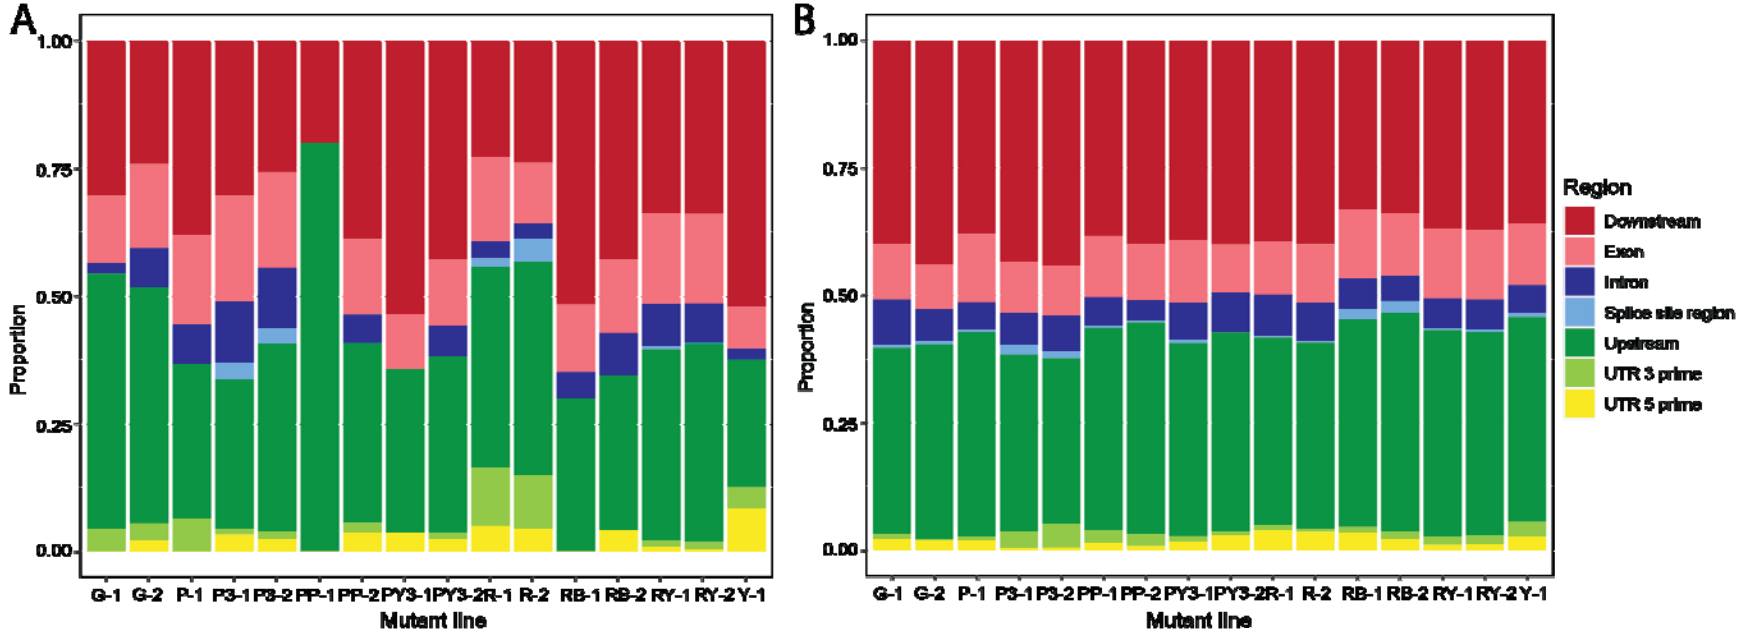 A
1.00
0.75
0.50
0.25
0.00
Proportion
G-1 G-2 P-1 P3-1 P3-2 PP-1 PP-2 PY3-1 PY3-2 R-1 R-2 RB-1 RB-2 RY-1 RY-2 Y-1
Mutant line
B
1.00
0.75
0.50
0.25
0.00
Proportion
G-1 G-2 P-1 P3-1 P3-2 PP-1 PP-2 PY3-1 PY3-2 R-1 R-2 RB-1 RB-2 RY-1 RY-2 Y-1
Mutant line
Region
Downstream
Exon
Intron
Splice site region
Upstream
UTR 3 prime
UTR 5 prime